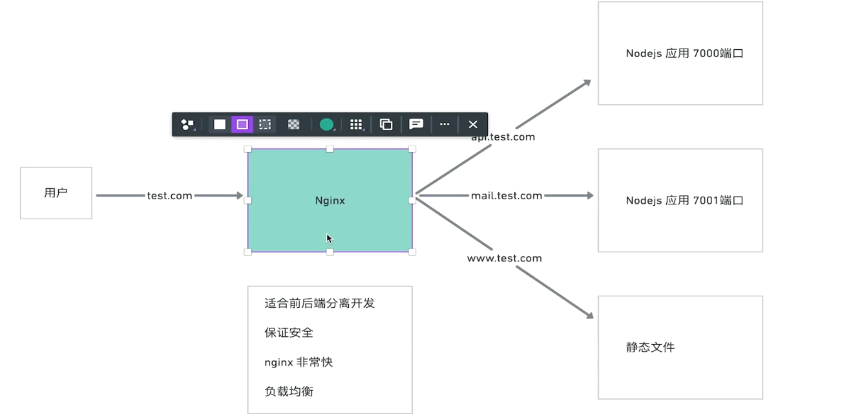 Nodejs 应用 7000端口
api.test.com
用户
test.com
Nginx
mail.test.com
Nodejs 应用 7001端口
www.test.com
适合前后端分离开发
保证安全
nginx 非常快
负载均衡
静态文件